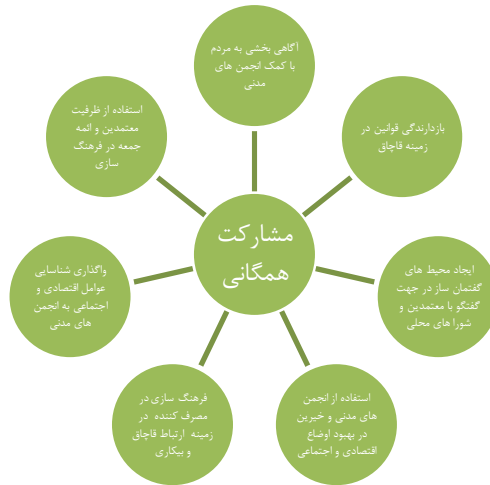 آگاهی بخشی به مردم
با کمک انجمن های
مدنی
بازدارندگی قوانین در
زمینه قاچاق
ایجاد محیط های
گفتمان ساز در جهت
گفتگو با معتمدین و
شورا های محلی
استفاده از انجمن
های مدنی و خیرین
در بهبود اوضاع
اقتصادی و اجتماعی
فرهنگ سازی در
مصرف کننده در
زمینه ارتباط قاچاق
و بیکاری
واگذاری شناسایی
عوامل اقتصادی و
اجتماعی به انجمن
های مدنی
استفاده از ظرفیت
معتمدین و ائمه
جمعه در فرهنگ
سازی
مشارکت
همگانی